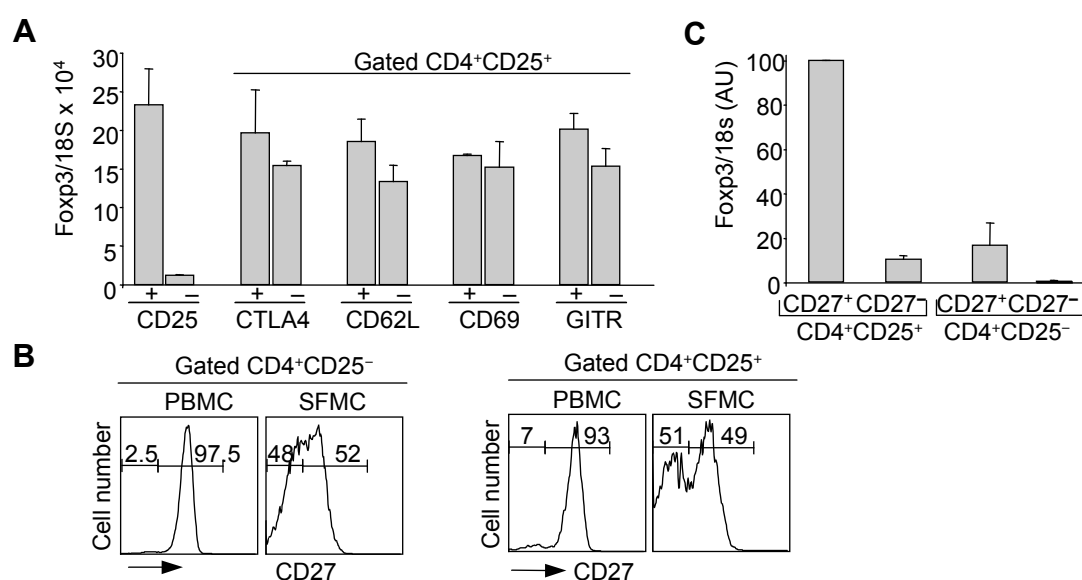 A
Gated CD4⁺CD25⁺
Foxp3/18S x 10⁴
30
25
20
15
10
5
0
+ − + − + − + − + −
CD25 CTLA4 CD62L CD69 GITR
C
Foxp3/18s (AU)
100
80
60
40
20
0
CD27⁺ CD27⁻ CD27⁺ CD27⁻
CD4⁺CD25⁺ CD4⁺CD25⁻
B
Gated CD4⁺CD25⁻
PBMC SFMC
Cell number
2.5 97.5 48 52
CD27
Gated CD4⁺CD25⁺
PBMC SFMC
Cell number
7 93 51 49
CD27